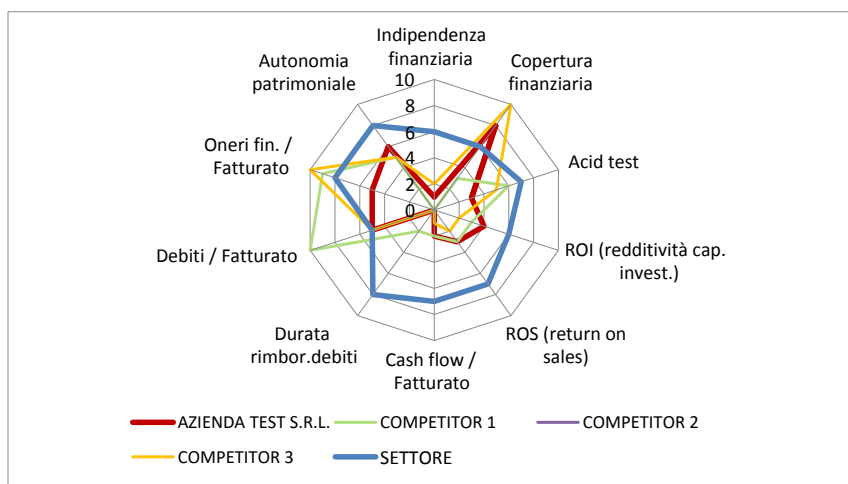 Indipendenza
finanziaria
Copertura
finanziaria
Acid test
ROI (redditività cap.
invest.)
ROS (return on
sales)
Cash flow /
Fatturato
Durata
rimbor.debiti
Debiti / Fatturato
Oneri fin. /
Fatturato
Autonomia
patrimoniale
10
8
6
4
2
0
AZIENDA TEST S.R.L.
COMPETITOR 1
COMPETITOR 2
COMPETITOR 3
SETTORE